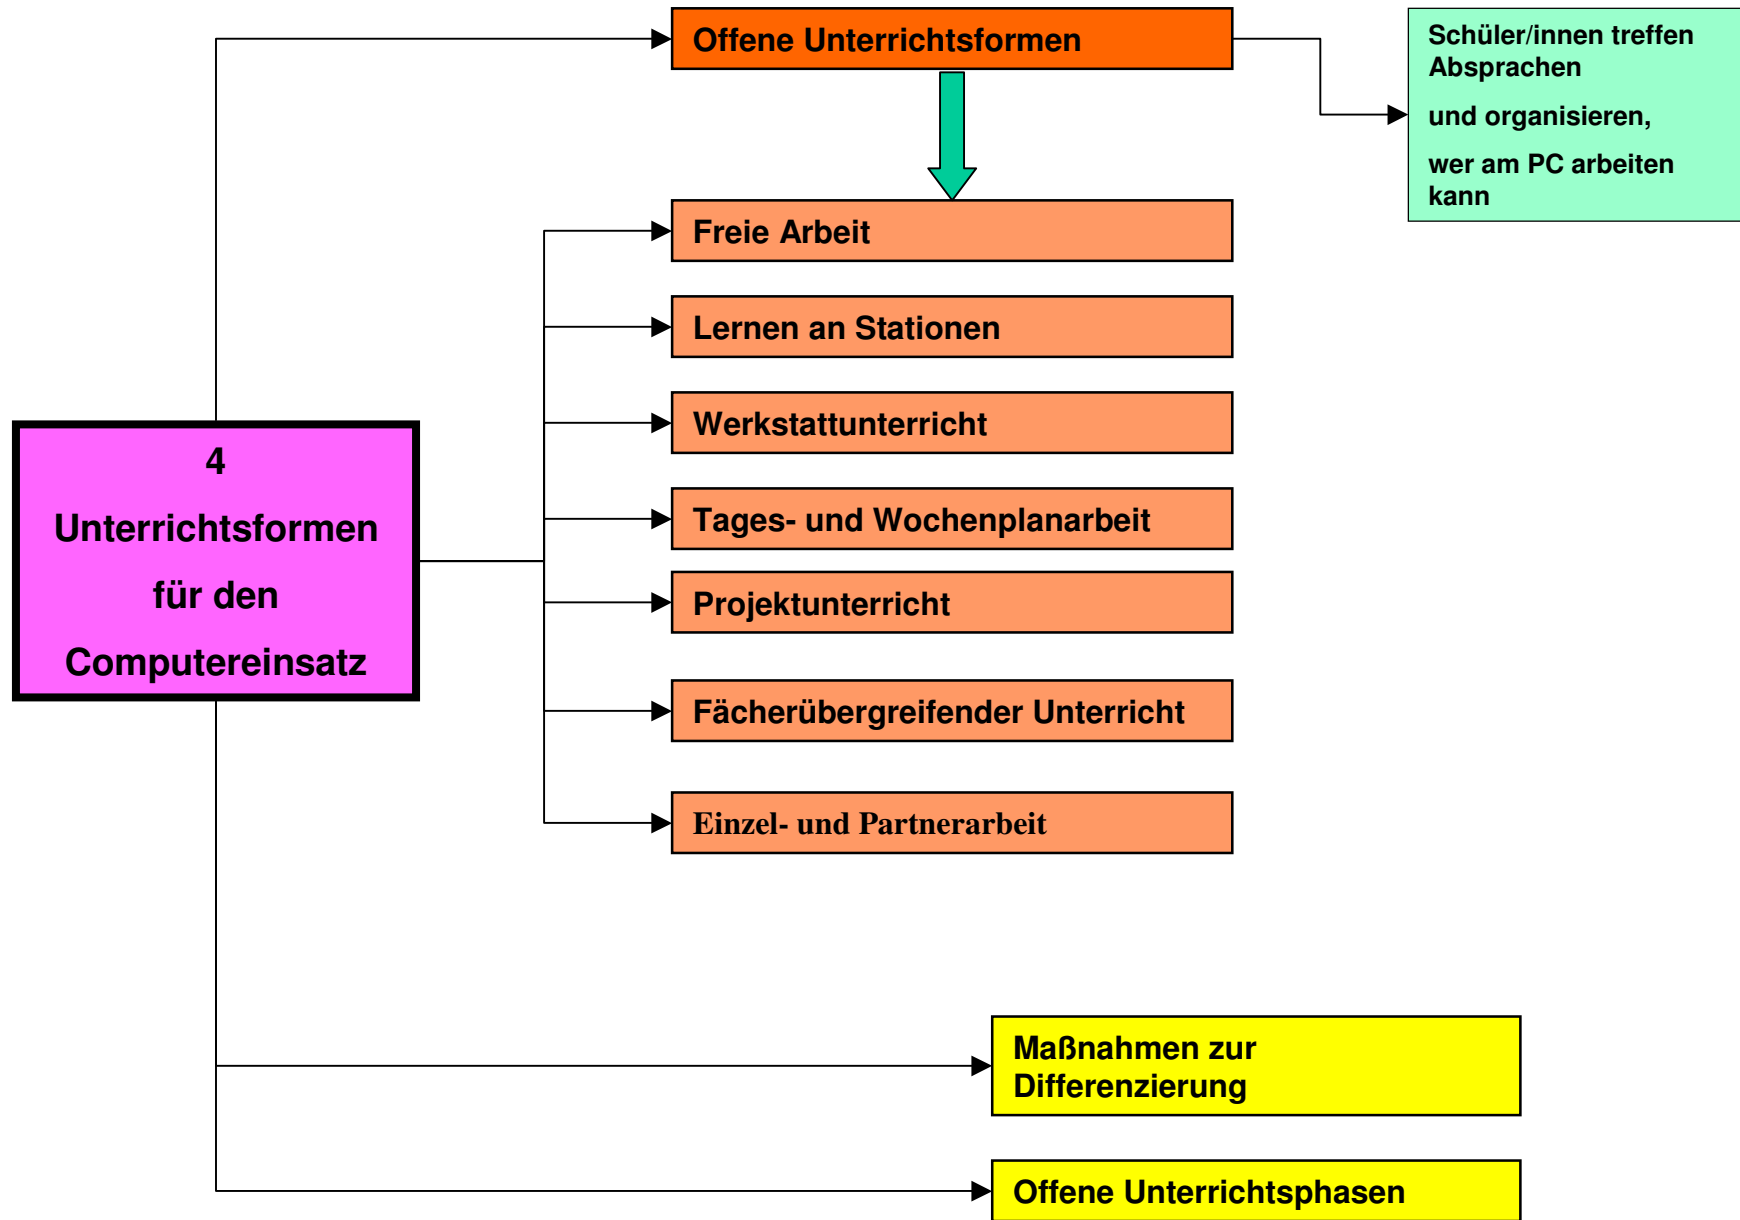 Offene Unterrichtsformen
Schüler/innen treffen
Absprachen
und organisieren,
wer am PC arbeiten
kann
Freie Arbeit
Lernen an Stationen
Werkstattunterricht
4
Unterrichtsformen
für den
Computereinsatz
Tages- und Wochenplanarbeit
Projektunterricht
Fächerübergreifender Unterricht
Einzel- und Partnerarbeit
Maßnahmen zur
Differenzierung
Offene Unterrichtsphasen